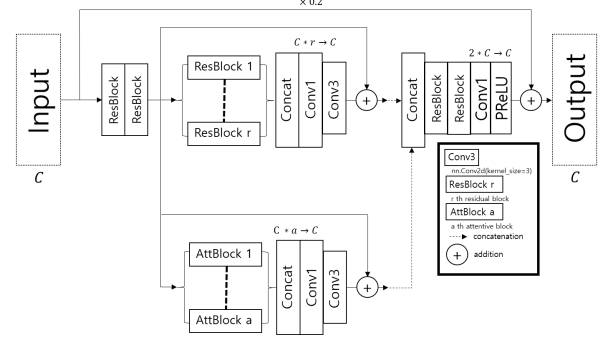 × 0.2
Input
C
ResBlock
ResBlock
ResBlock 1
ResBlock r
C * r → C
Concat
Conv1
Conv3
+
Concat
ResBlock
ResBlock
Conv1
PReLU
2 * C → C
+
Output
C
AttBlock 1
AttBlock a
C * a → C
Concat
Conv1
Conv3
+
Conv3
nn.Conv2d(kernel_size=3)
ResBlock r
r th residual block
AttBlock a
a th attentive block
concatenation
+ addition